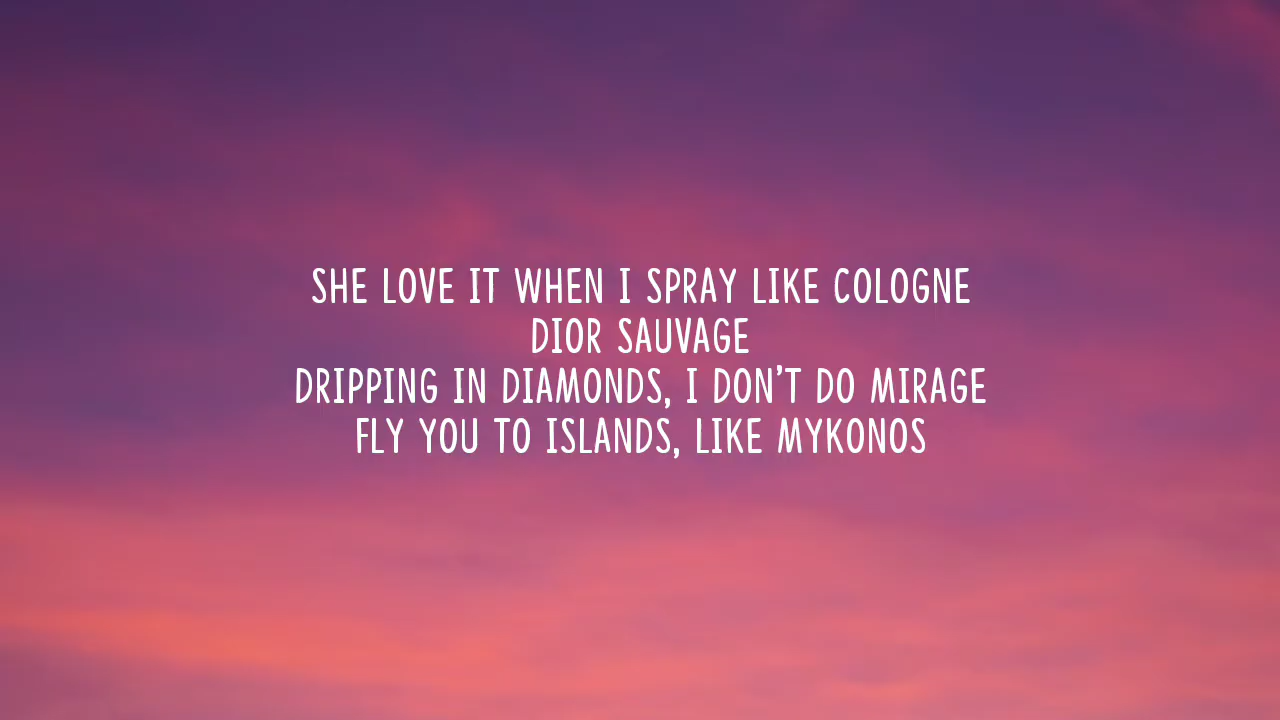 SHE LOVE IT WHEN I SPRAY LIKE COLOGNE
DIOR SAUVAGE
DRIPPING IN DIAMONDS, I DON'T DO MIRAGE
FLY YOU TO ISLANDS, LIKE MYKONOS